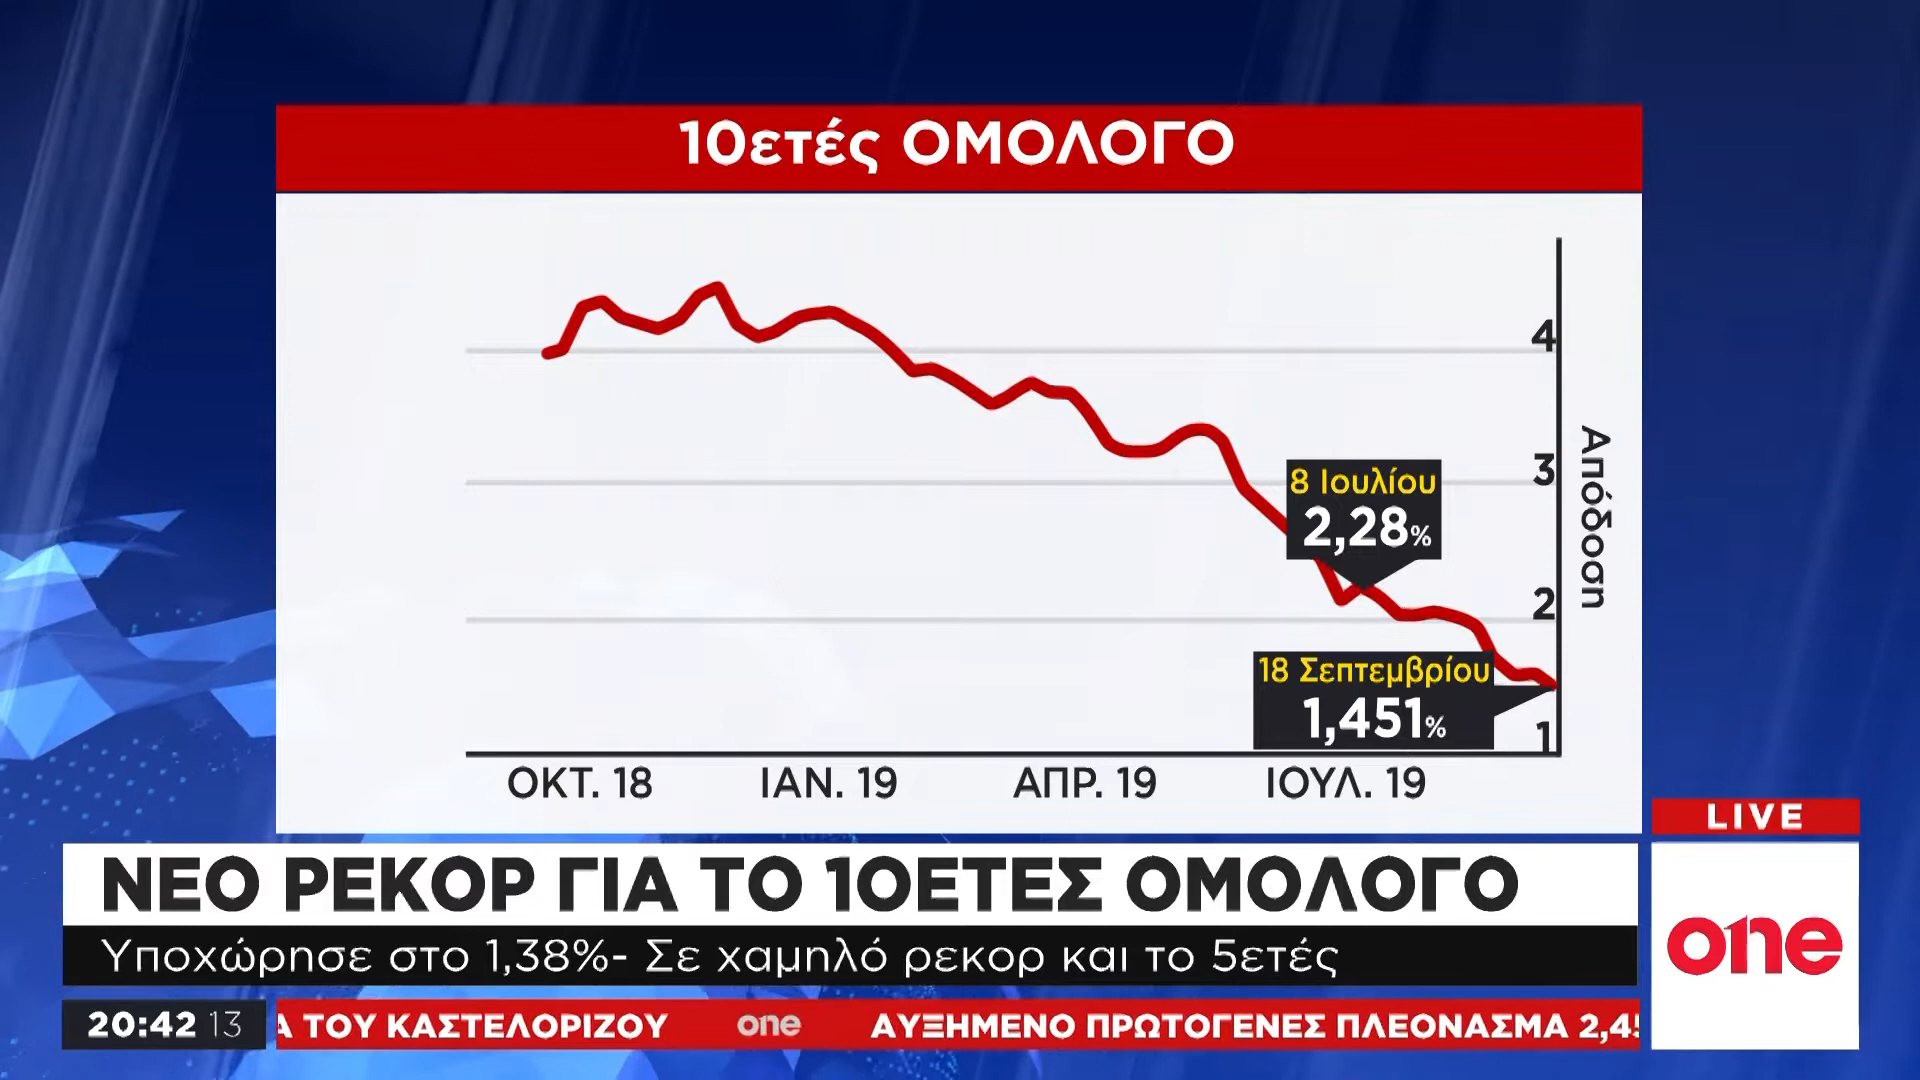 10ετές ΟΜΟΛΟΓΟ
4
3
2
1
Απόδοση
8 Ιουλίου
2,28%
18 Σεπτεμβρίου
1,451%
ΟΚΤ. 18 ΙΑΝ. 19 ΑΠΡ. 19 ΙΟΥΛ. 19
LIVE
ΝΕΟ ΡΕΚΟΡ ΓΙΑ ΤΟ 10ΕΤΕΣ ΟΜΟΛΟΓΟ
Υποχώρησε στο 1,38%- Σε χαμηλό ρεκορ και το 5ετές
one
20:42 13
Α ΤΟΥ ΚΑΣΤΕΛΟΡΙΖΟΥ one ΑΥΞΗΜΕΝΟ ΠΡΩΤΟΓΕΝΕΣ ΠΛΕΟΝΑΣΜΑ 2,4